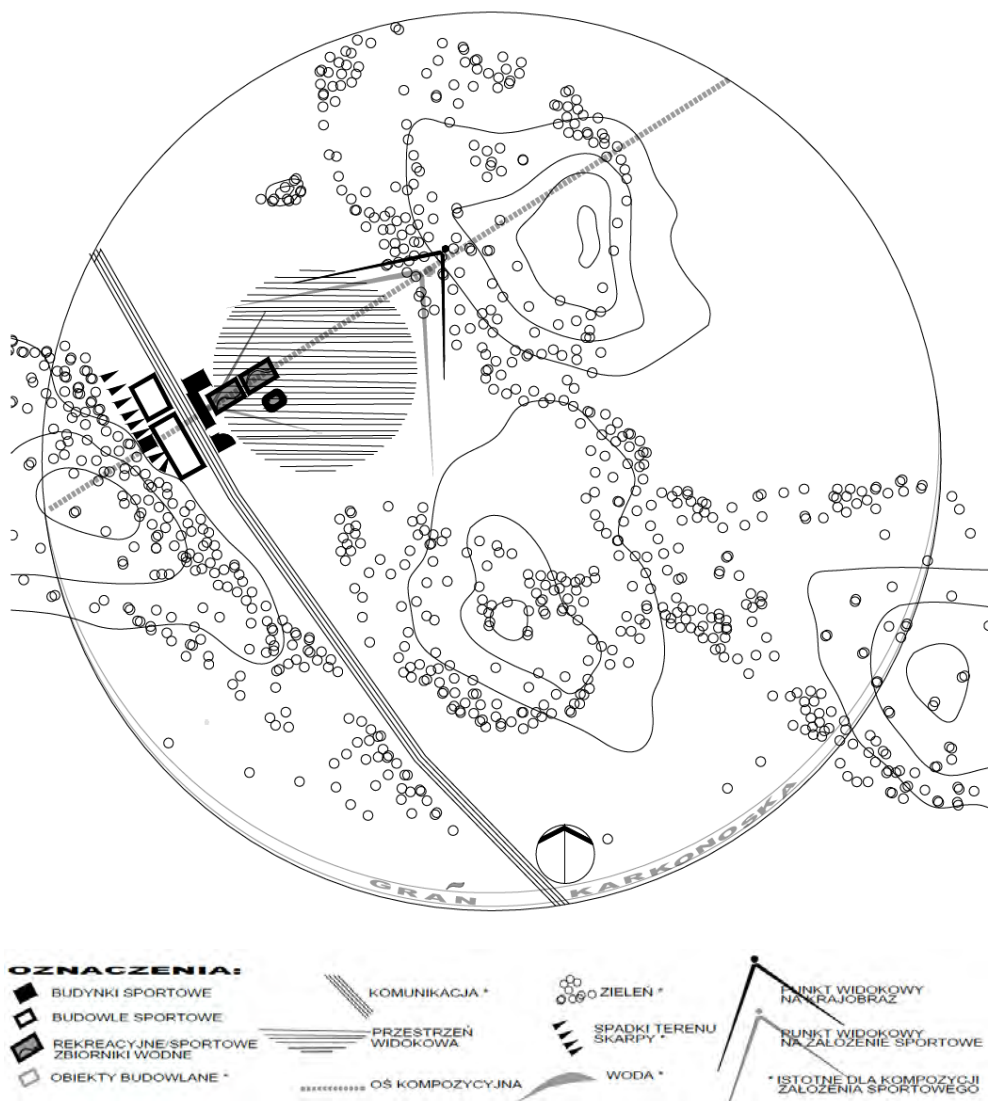 GRAŃ KARKONOSKA
OZNACZENIA:
BUDYNKI SPORTOWE
BUDOWLE SPORTOWE
REKREACYJNE/SPORTOWE
ZBIORNIKI WODNE
OBIEKTY BUDOWLANE *
KOMUNIKACJA *
PRZESTRZEŃ
WIDOKOWA
OŚ KOMPOZYCYJNA
ZIELEŃ *
SPADKI TERENU
SKARPY *
WODA *
PUNKT WIDOKOWY
NA KRAJOBRAZ
PUNKT WIDOKOWY
NA ZAŁOŻENIE SPORTOWE
* ISTOTNE DLA KOMPOZYCJI
ZAŁOŻENIA SPORTOWEGO